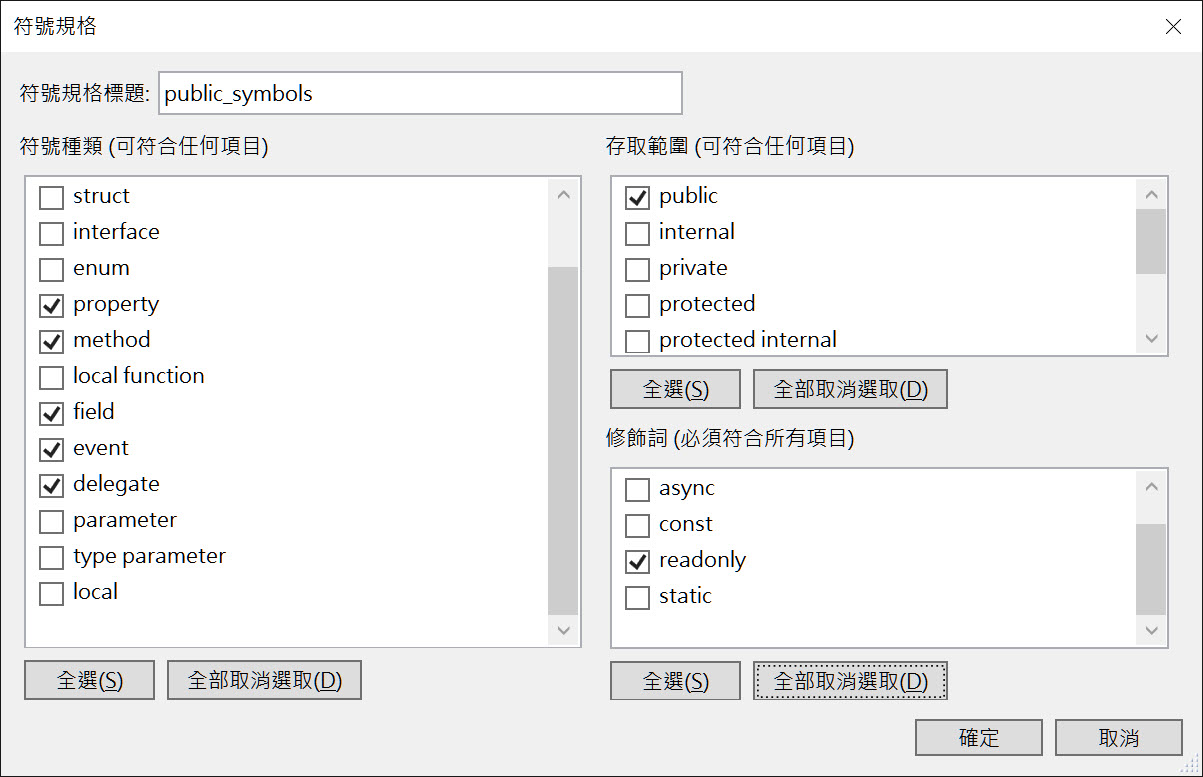 符號規格
符號規格標題: public_symbols
符號種類 (可符合任何項目)
struct
interface
enum
property
method
local function
field
event
delegate
parameter
type parameter
local
全選(S) 全部取消選取(D)
存取範圍 (可符合任何項目)
public
internal
private
protected
protected internal
全選(S) 全部取消選取(D)
修飾詞 (必須符合所有項目)
async
const
readonly
static
全選(S) 全部取消選取(D)
確定 取消